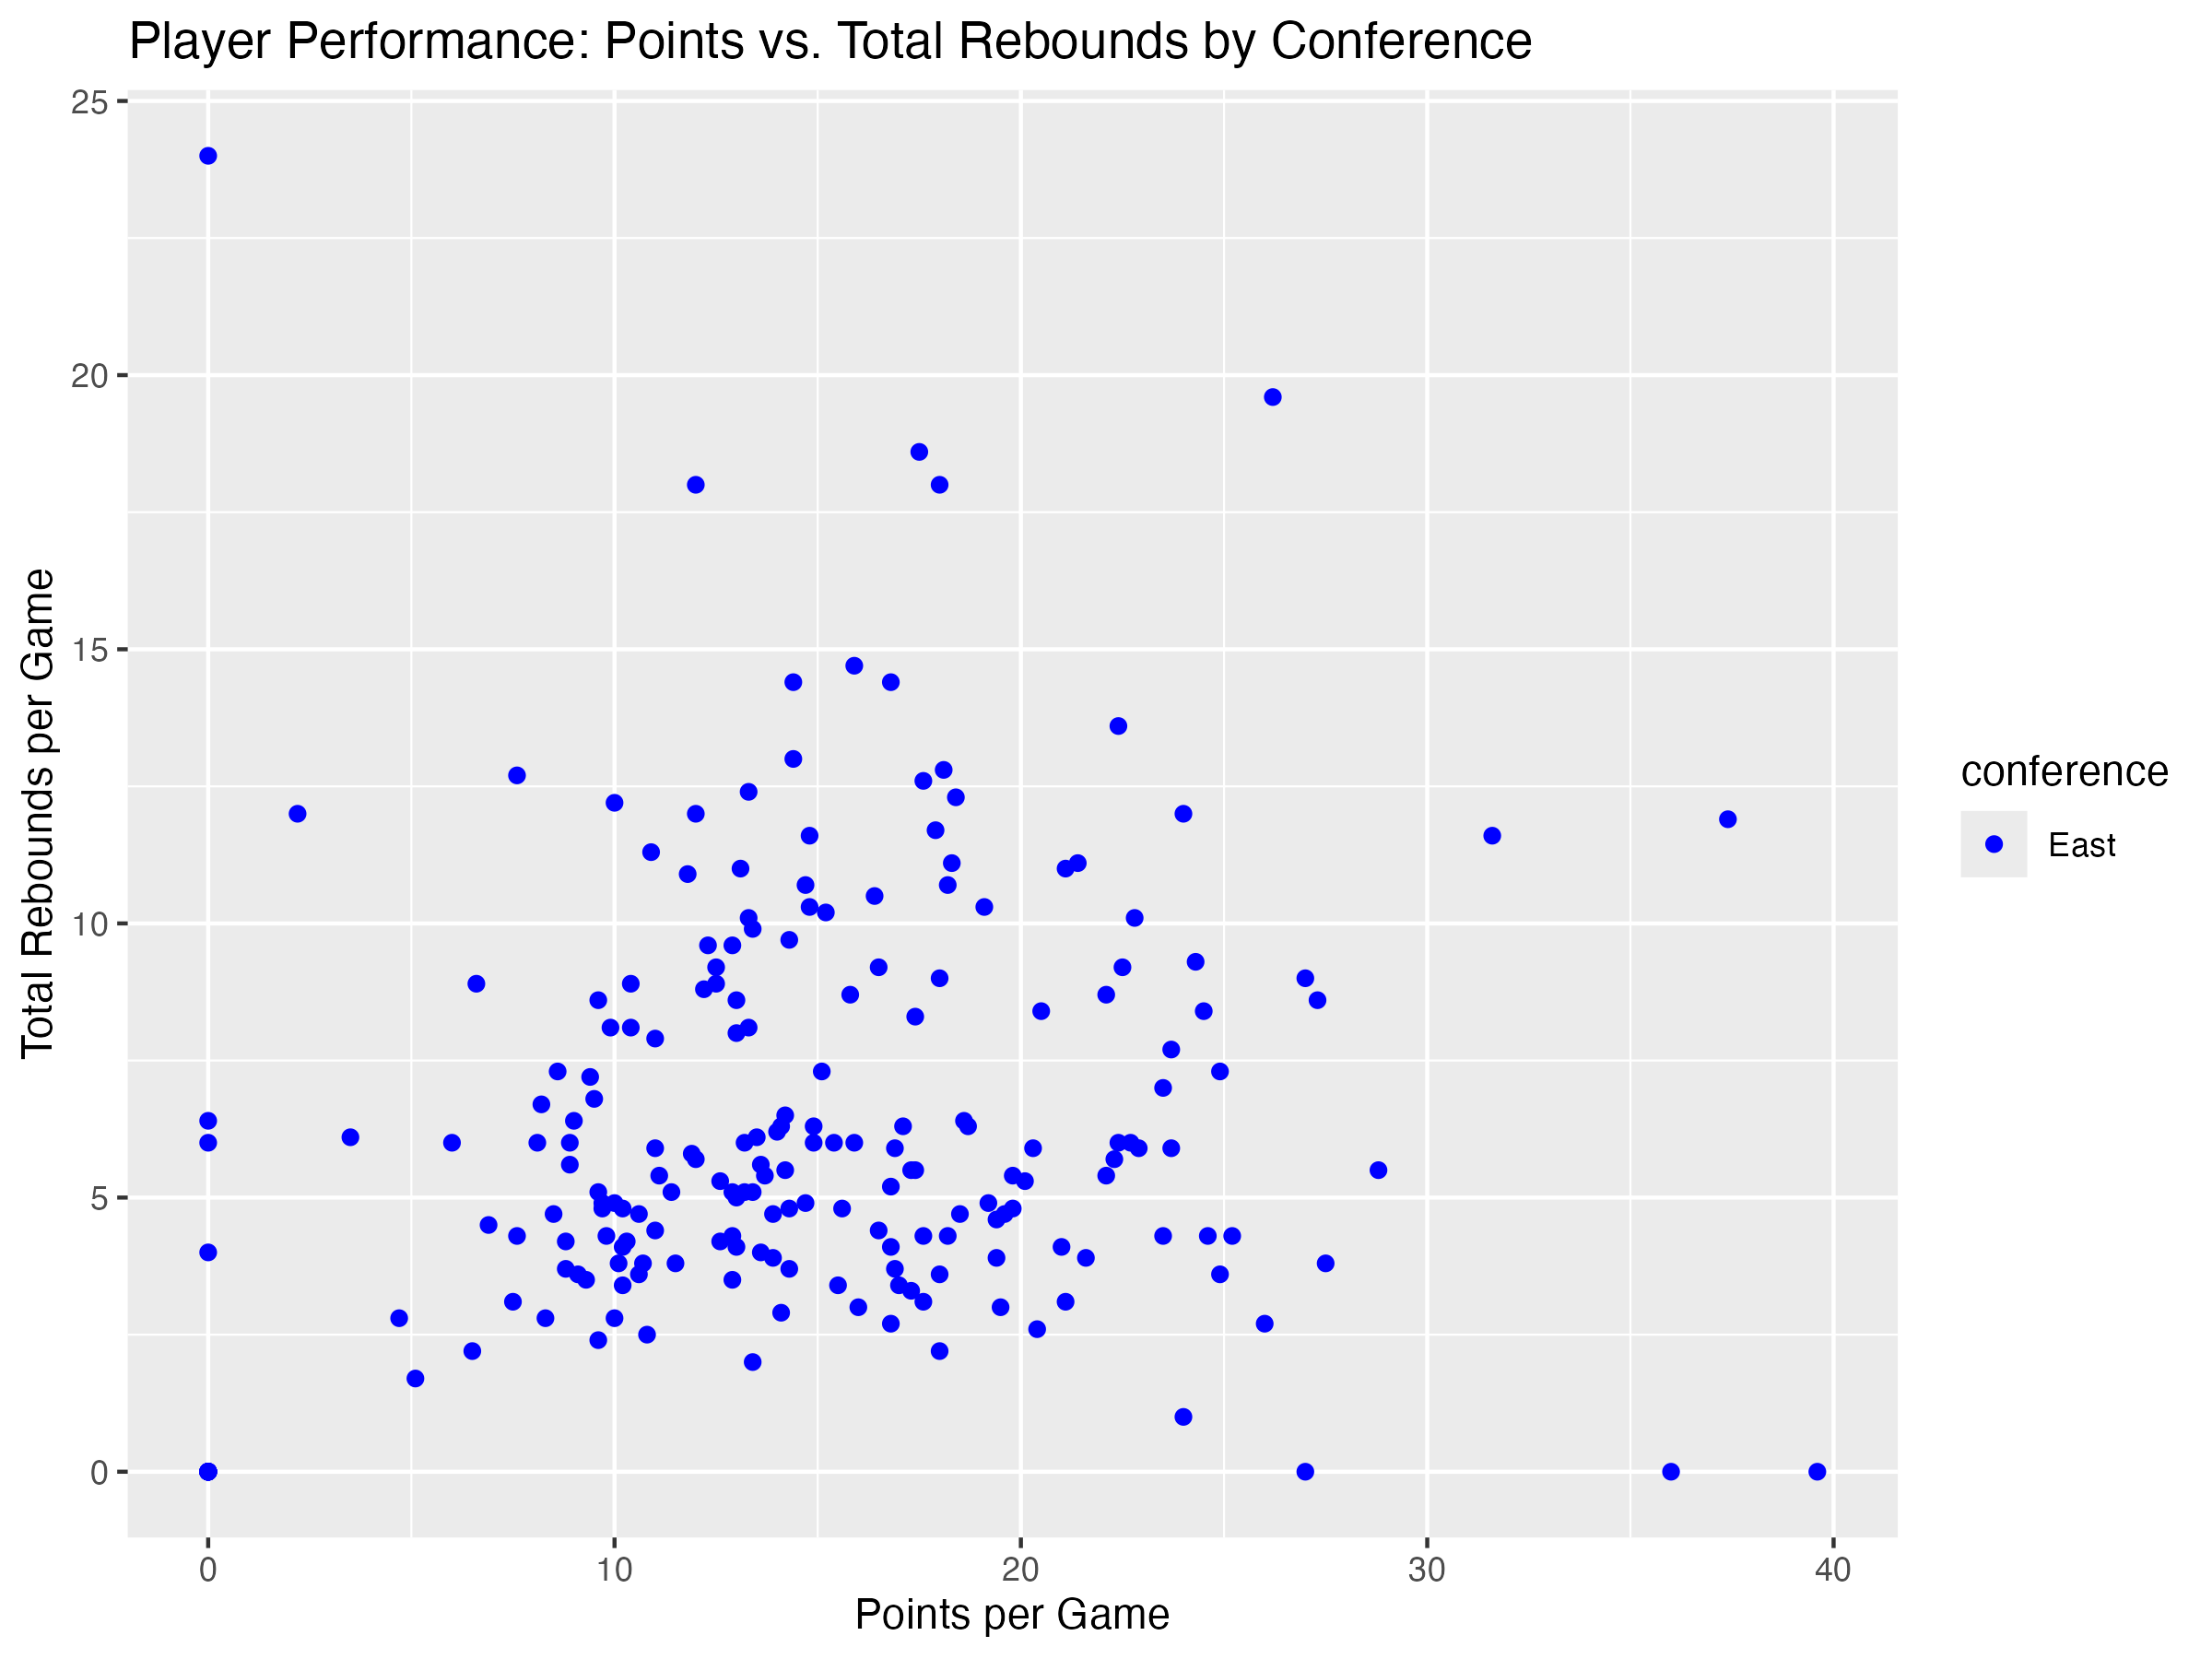 Player Performance: Points vs. Total Rebounds by Conference
25
20
15
10
5
0
Total Rebounds per Game
0 10 20 30 40
Points per Game
conference
East